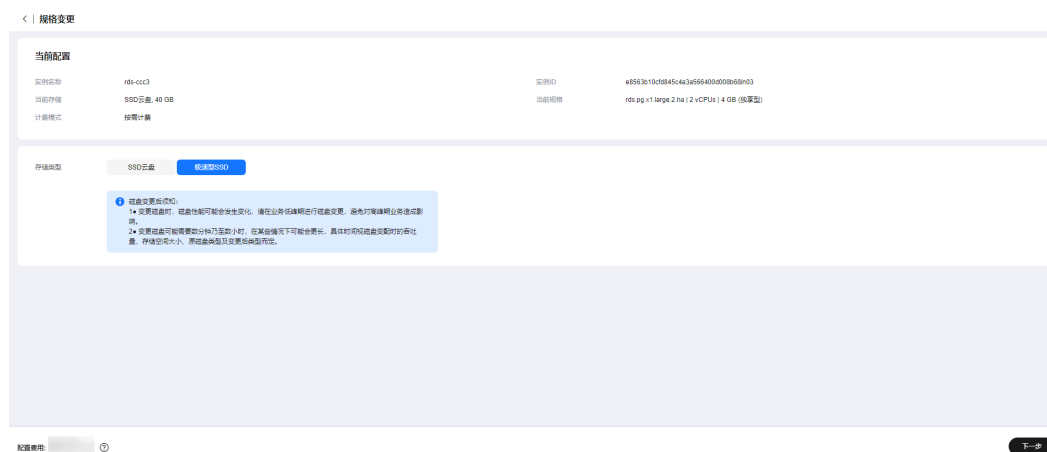 规格变更
当前配置
实例名称 rds-ccc3 实例ID e8563b10cfd845c4a3a566400d008b68in03
当前存储 SSD云盘, 40 GB 当前规格 rds.pg.x1.large.2.ha | 2 vCPUs | 4 GB (独享型)
计费模式 按需计费
存储类型 SSD云盘 极速型SSD
磁盘变更后须知:
1• 变更磁盘时，磁盘性能可能会发生变化，请在业务低峰期进行磁盘变更，避免对高峰期业务造成影
响。
2• 变更磁盘可能需要数分钟乃至数小时，在某些情况下可能会更长，具体时间视磁盘变配时的吞吐
量、存储空间大小、原磁盘类型及变更后类型而定。
配置费用: 下一步